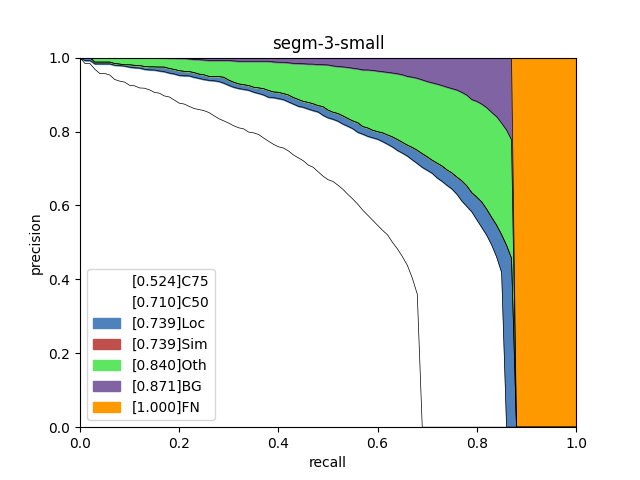 segm-3-small
1.0
0.8
0.6
0.4
0.2
0.0
precision
[0.524]C75
[0.710]C50
[0.739]Loc
[0.739]Sim
[0.840]Oth
[0.871]BG
[1.000]FN
0.0 0.2 0.4 0.6 0.8 1.0
recall